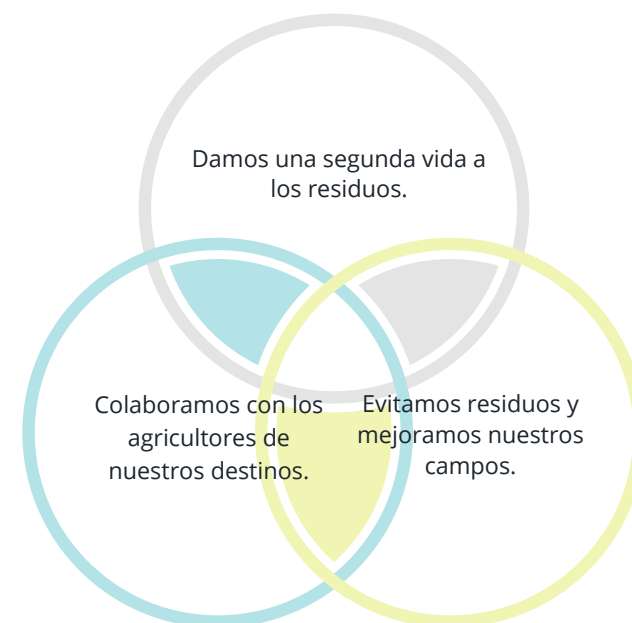 Damos una segunda vida a
los residuos.
Colaboramos con los
agricultores de
nuestros destinos.
Evitamos residuos y
mejoramos nuestros
campos.